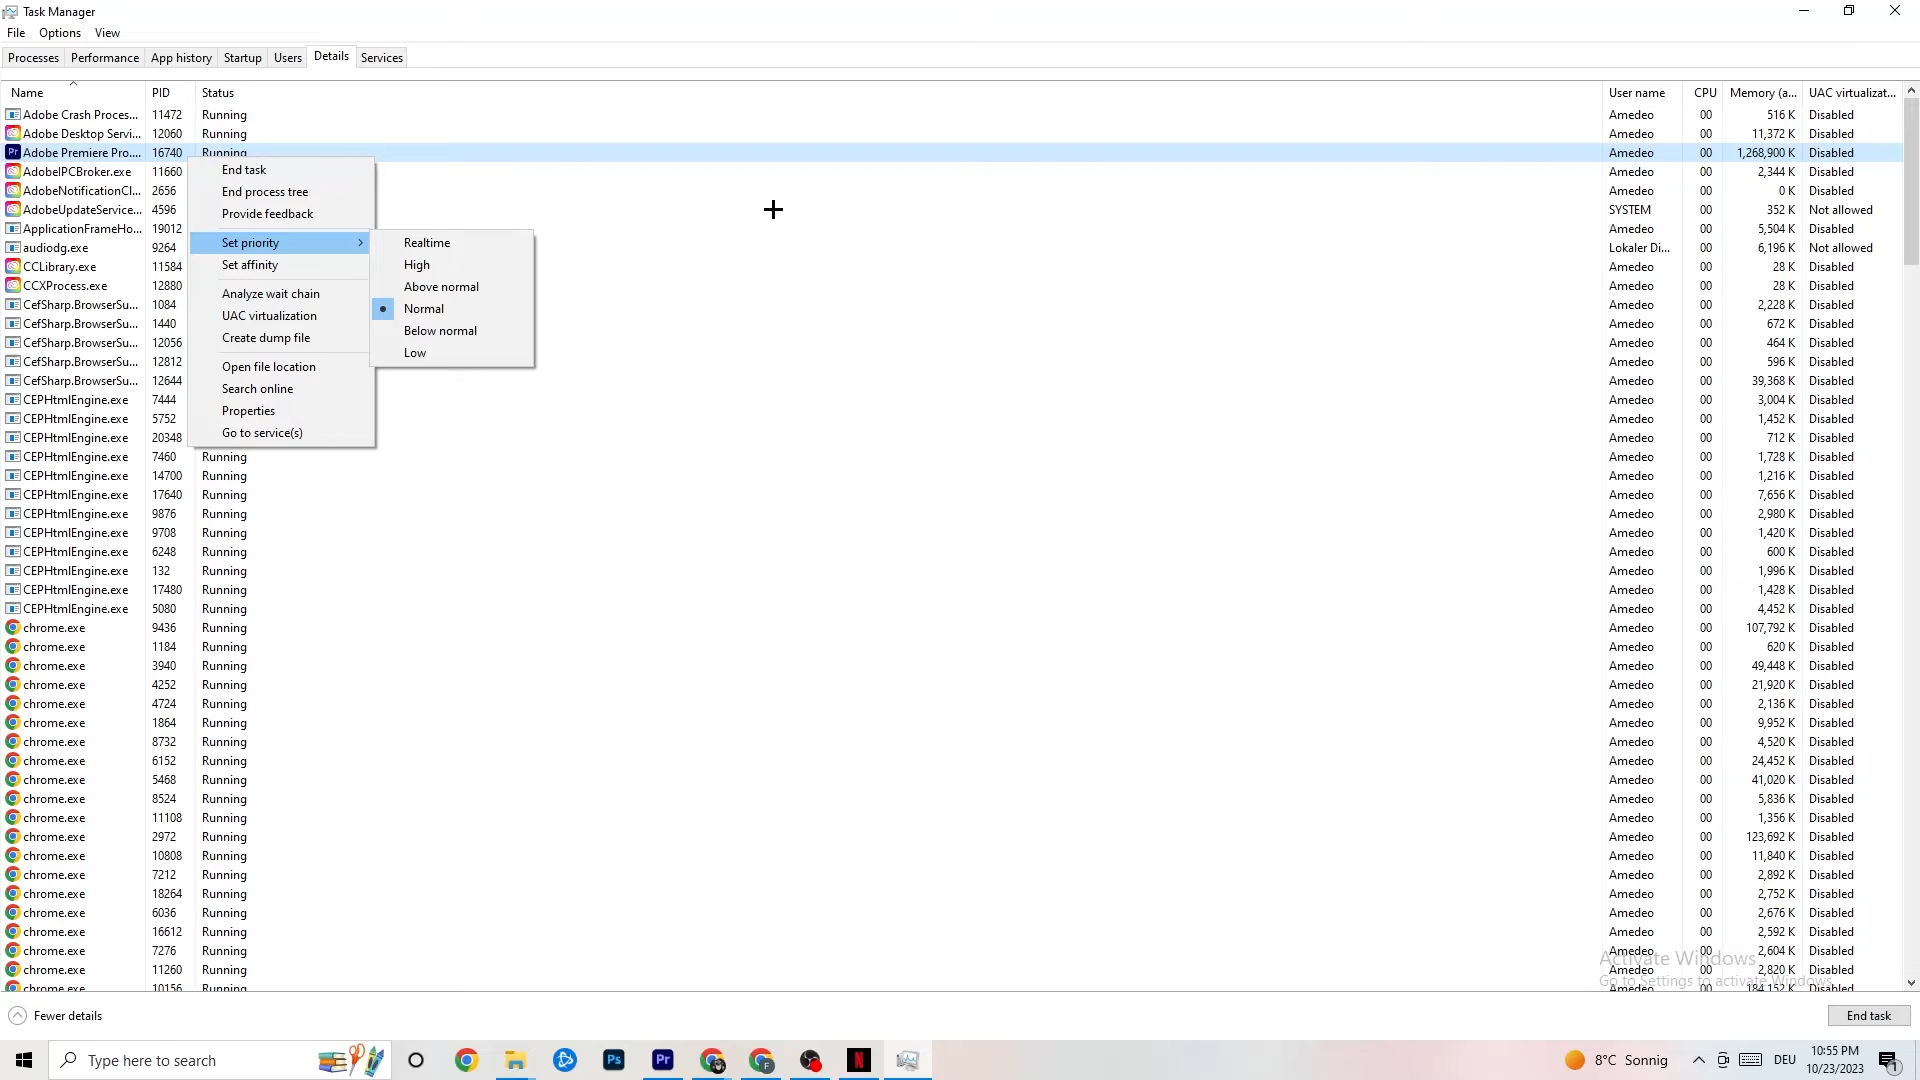 Task Manager
File Options View
Processes Performance App history Startup Users Details Services
Name PID Status User name CPU Memory (a... UAC virtualizat...
Adobe Crash Proces... 11472 Running Amedeo 00 516 K Disabled
Adobe Desktop Servi... 12060 Running Amedeo 00 11,372 K Disabled
Pr Adobe Premiere Pro.... 16740 Running Amedeo 00 1,268,900 K Disabled
AdobeIPCBroker.exe 11660 Amedeo 00 2,344 K Disabled
AdobeNotificationCl... 2656 Amedeo 00 0 K Disabled
AdobeUpdateService... 4596 SYSTEM 00 352 K Not allowed
ApplicationFrameHo... 19012 Amedeo 00 5,504 K Disabled
audiodg.exe 9264 Lokaler Di... 00 6,196 K Not allowed
CCLibrary.exe 11584 Amedeo 00 28 K Disabled
CCXProcess.exe 12880 Amedeo 00 28 K Disabled
CefSharp.BrowserSu... 1084 Amedeo 00 2,228 K Disabled
CefSharp.BrowserSu... 1440 Amedeo 00 672 K Disabled
CefSharp.BrowserSu... 12056 Amedeo 00 464 K Disabled
CefSharp.BrowserSu... 12812 Amedeo 00 596 K Disabled
CefSharp.BrowserSu... 12644 Amedeo 00 39,368 K Disabled
CEPHtmlEngine.exe 7444 Amedeo 00 3,004 K Disabled
CEPHtmlEngine.exe 5752 Amedeo 00 1,452 K Disabled
CEPHtmlEngine.exe 20348 Amedeo 00 712 K Disabled
CEPHtmlEngine.exe 7460 Running Amedeo 00 1,728 K Disabled
CEPHtmlEngine.exe 14700 Running Amedeo 00 1,216 K Disabled
CEPHtmlEngine.exe 17640 Running Amedeo 00 7,656 K Disabled
CEPHtmlEngine.exe 9876 Running Amedeo 00 2,980 K Disabled
CEPHtmlEngine.exe 9708 Running Amedeo 00 1,420 K Disabled
CEPHtmlEngine.exe 6248 Running Amedeo 00 600 K Disabled
CEPHtmlEngine.exe 132 Running Amedeo 00 1,996 K Disabled
CEPHtmlEngine.exe 17480 Running Amedeo 00 1,428 K Disabled
CEPHtmlEngine.exe 5080 Running Amedeo 00 4,452 K Disabled
chrome.exe 9436 Running Amedeo 00 107,792 K Disabled
chrome.exe 1184 Running Amedeo 00 620 K Disabled
chrome.exe 3940 Running Amedeo 00 49,448 K Disabled
chrome.exe 4252 Running Amedeo 00 21,920 K Disabled
chrome.exe 4724 Running Amedeo 00 2,136 K Disabled
chrome.exe 1864 Running Amedeo 00 9,952 K Disabled
chrome.exe 8732 Running Amedeo 00 4,520 K Disabled
chrome.exe 6152 Running Amedeo 00 24,452 K Disabled
chrome.exe 5468 Running Amedeo 00 41,020 K Disabled
chrome.exe 8524 Running Amedeo 00 5,836 K Disabled
chrome.exe 11108 Running Amedeo 00 1,356 K Disabled
chrome.exe 2972 Running Amedeo 00 123,692 K Disabled
chrome.exe 10808 Running Amedeo 00 11,840 K Disabled
chrome.exe 7212 Running Amedeo 00 2,892 K Disabled
chrome.exe 18264 Running Amedeo 00 2,752 K Disabled
chrome.exe 6036 Running Amedeo 00 2,676 K Disabled
chrome.exe 16612 Running Amedeo 00 2,592 K Disabled
chrome.exe 7276 Running Amedeo 00 2,604 K Disabled
chrome.exe 11260 Running Amedeo 00 2,820 K Disabled
chrome.exe 10156 Running Amedeo 00 184,152 K Disabled
End task
End process tree
Provide feedback
Set priority
Set affinity
Analyze wait chain
UAC virtualization
Create dump file
Open file location
Search online
Properties
Go to service(s)
Realtime
High
Above normal
Normal
Below normal
Low
Activate Windows
Go to Settings to activate Windows.
Fewer details End task
Type here to search Ps Pr F N 8°C Sonnig DEU 10:55 PM
10/23/2023 1